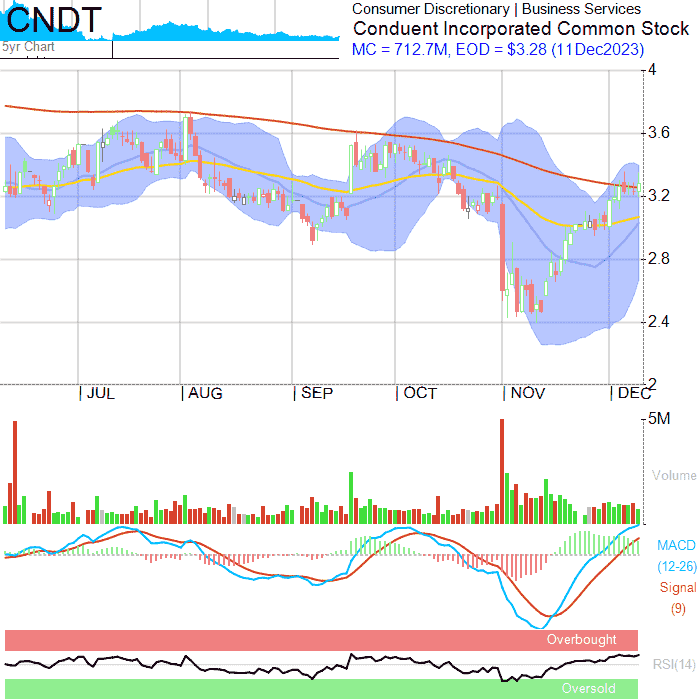 CNDT
5yr Chart
Consumer Discretionary | Business Services
Conduent Incorporated Common Stock
MC = 712.7M, EOD = $3.28 (11Dec2023)
4
3.6
3.2
2.8
2.4
2
JUL
AUG
SEP
OCT
NOV
DEC
5M
Volume
MACD
(12-26)
Signal
(9)
Overbought
RSI(14)
Oversold